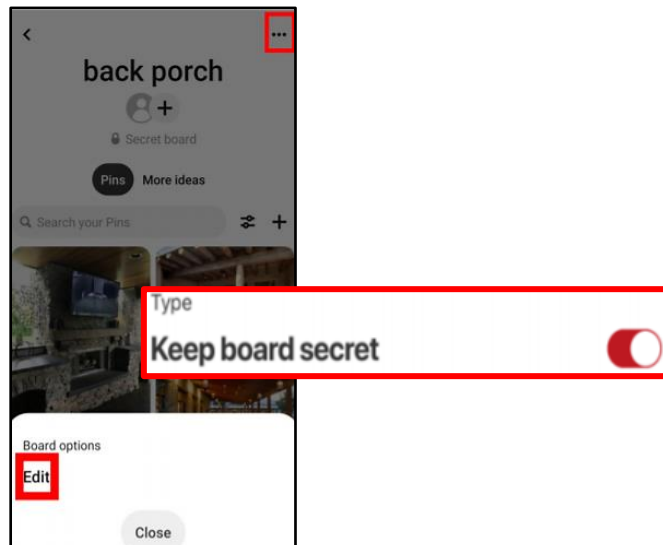 back porch
Secret board
Pins More ideas
Search your Pins
Type
Keep board secret
Board options
Edit
Close